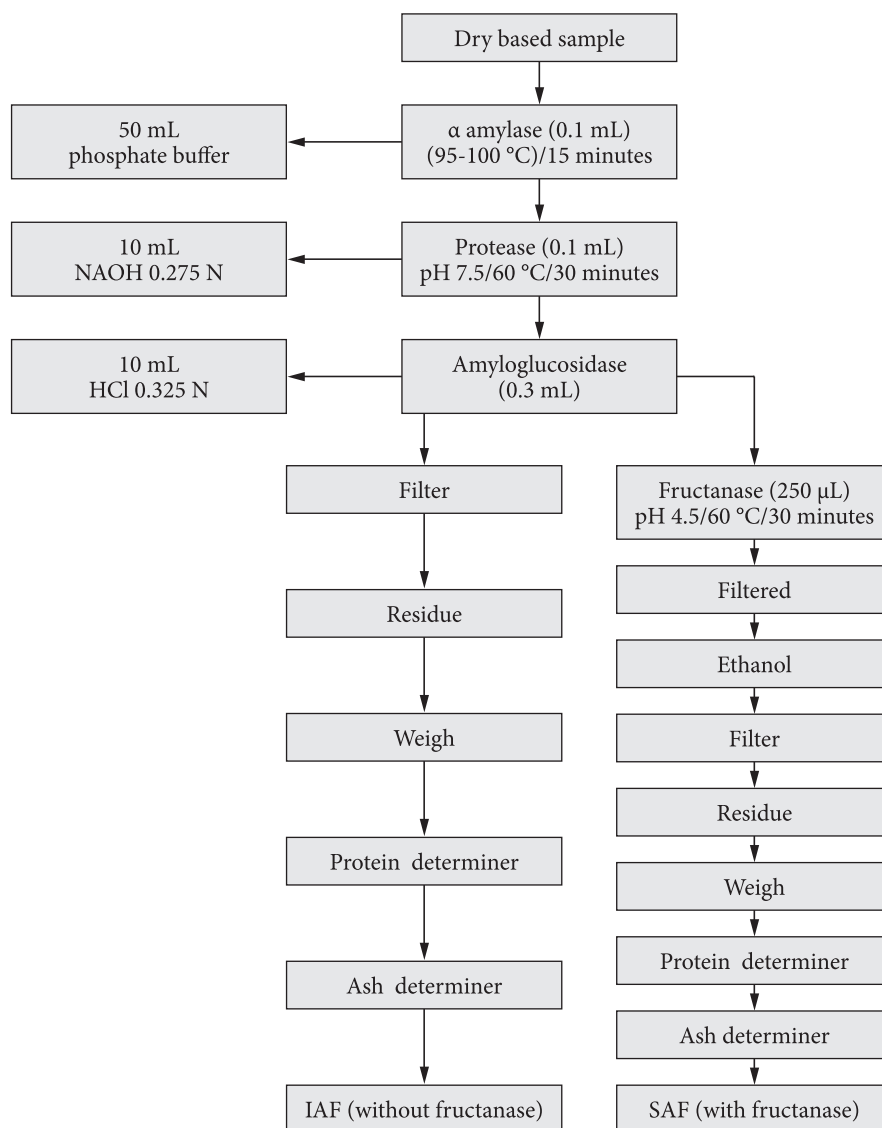 Dry based sample
50 mL
phosphate buffer
α amylase (0.1 mL)
(95-100 °C)/15 minutes
10 mL
NAOH 0.275 N
Protease (0.1 mL)
pH 7.5/60 °C/30 minutes
10 mL
HCl 0.325 N
Amyloglucosidase
(0.3 mL)
Filter
Residue
Weigh
Protein determiner
Ash determiner
IAF (without fructanase)
Fructanase (250 µL)
pH 4.5/60 °C/30 minutes
Filtered
Ethanol
Filter
Residue
Weigh
Protein determiner
Ash determiner
SAF (with fructanase)